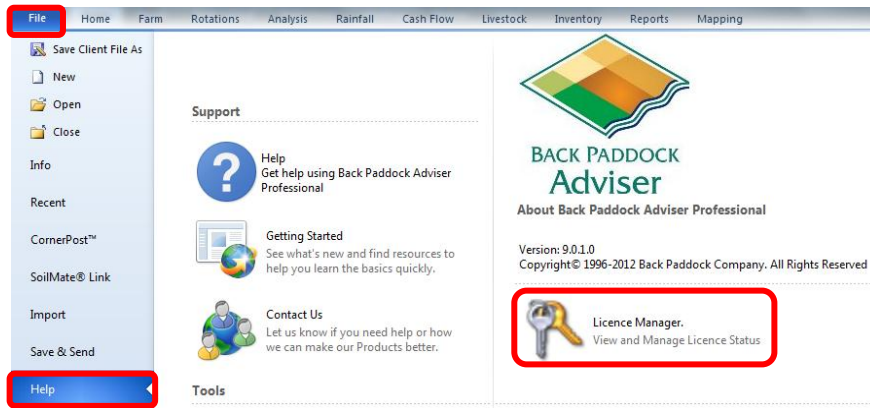 File Home Farm Rotations Analysis Rainfall Cash Flow Livestock Inventory Reports Mapping
Save Client File As
New
Open
Close
Info
Recent
CornerPost™
SoilMate® Link
Import
Save & Send
Help
Support
Help
Get help using Back Paddock Adviser
Professional
Getting Started
See what's new and find resources to
help you learn the basics quickly.
Contact Us
Let us know if you need help or how
we can make our Products better.
Tools
BACK PADDOCK
Adviser
About Back Paddock Adviser Professional
Version: 9.0.1.0
Copyright© 1996-2012 Back Paddock Company. All Rights Reserved
Licence Manager.
View and Manage Licence Status